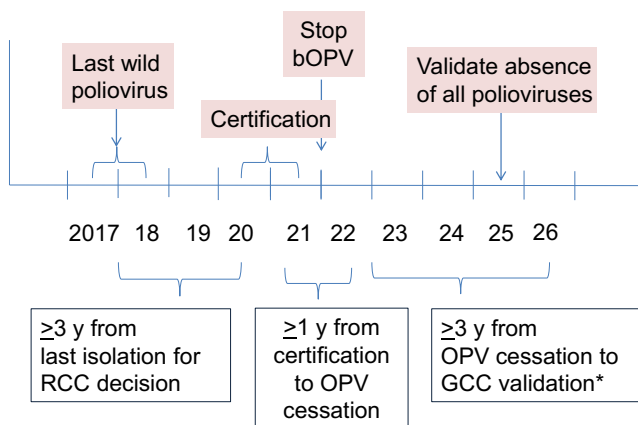 Stop
bOPV
Last wild
poliovirus
Validate absence
of all polioviruses
Certification
2017 18 19 20 21 22 23 24 25 26
≥3 y from
last isolation for
RCC decision
≥1 y from
certification
to OPV
cessation
≥3 y from
OPV cessation to
GCC validation*